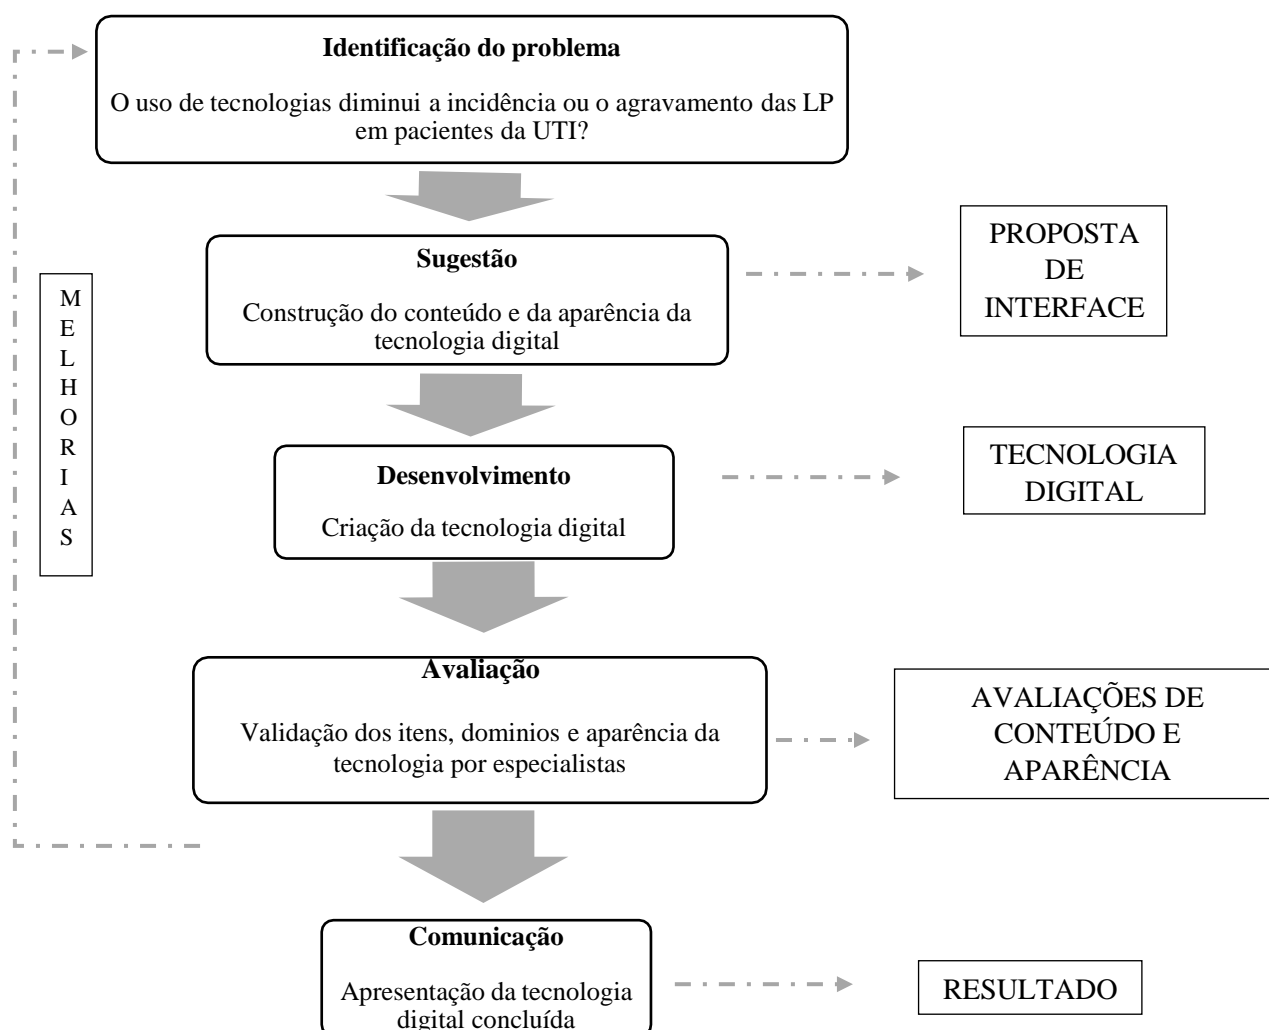 Identificação do problema
O uso de tecnologias diminui a incidência ou o agravamento das LP
em pacientes da UTI?
Sugestão
Construção do conteúdo e da aparência da
tecnologia digital
PROPOSTA
DE
INTERFACE
M
E
L
H
O
R
I
A
S
Desenvolvimento
Criação da tecnologia digital
TECNOLOGIA
DIGITAL
Avaliação
Validação dos itens, dominios e aparência da
tecnologia por especialistas
AVALIAÇÕES DE
CONTEÚDO E
APARÊNCIA
Comunicação
Apresentação da tecnologia
digital concluída
RESULTADO